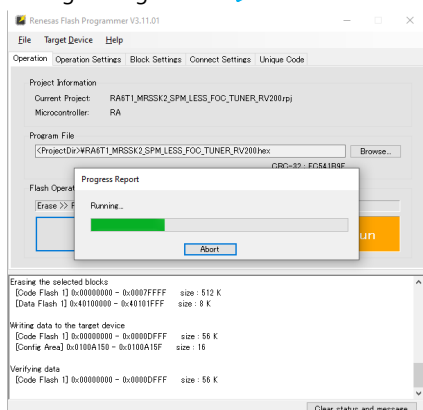 Renesas Flash Programmer V3.11.01
File Target Device Help
Operation Operation Settings Block Settings Connect Settings Unique Code
Project Information
Current Project: RA6T1_MRSSK2_SPM_LESS_FOC_TUNER_RV200.rpj
Microcontroller: RA
Program File
<ProjectDir>¥RA6T1_MRSSK2_SPM_LESS_FOC_TUNER_RV200.hex Browse...
CRC-32 : FC541B9F
Flash Operat
Erase >> P
Progress Report
Running...
Abort
un
Erasing the selected blocks
[Code Flash 1] 0x00000000 - 0x0007FFFF size : 512 K
[Data Flash 1] 0x40100000 - 0x40101FFF size : 8 K
Writing data to the target device
[Code Flash 1] 0x00000000 - 0x0000DFFF size : 56 K
[Config Area] 0x0100A150 - 0x0100A15F size : 16
Verifying data
[Code Flash 1] 0x00000000 - 0x0000DFFF size : 56 K
Clear status and message